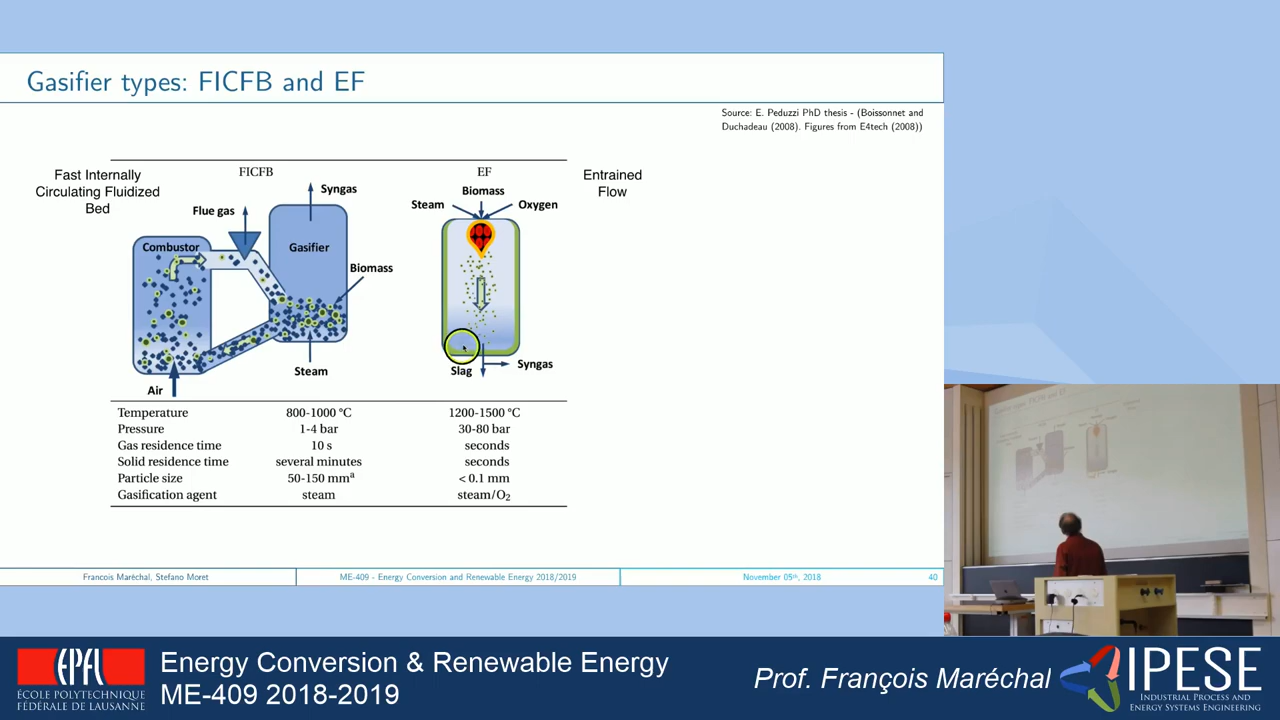 Gasifier types: FICFB and EF
Source: E. Peduzzi PhD thesis - (Boissonnet and
Duchadeau (2008). Figures from E4tech (2008))
Fast Internally
Circulating Fluidized
Bed
FICFB
EF
Entrained
Flow
Syngas
Flue gas
Combustor
Gasifier
Biomass
Steam
Air
Biomass
Steam
Oxygen
Slag
Syngas
Temperature 800-1000 °C 1200-1500 °C
Pressure 1-4 bar 30-80 bar
Gas residence time 10 s seconds
Solid residence time several minutes seconds
Particle size 50-150 mmᵃ < 0.1 mm
Gasification agent steam steam/O₂
Francois Maréchal, Stefano Moret
ME-409 - Energy Conversion and Renewable Energy 2018/2019
November 05ᵗʰ, 2018
40
EPFL
ÉCOLE POLYTECHNIQUE
FÉDÉRALE DE LAUSANNE
Energy Conversion & Renewable Energy
ME-409 2018-2019
Prof. François Maréchal
IPESE
INDUSTRIAL PROCESS AND
ENERGY SYSTEMS ENGINEERING